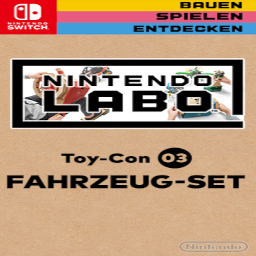 BAUEN
SPIELEN
ENTDECKEN
NINTENDO
SWITCH
NINTENDO
LABO
Toy-Con 03
FAHRZEUG-SET
Nintendo